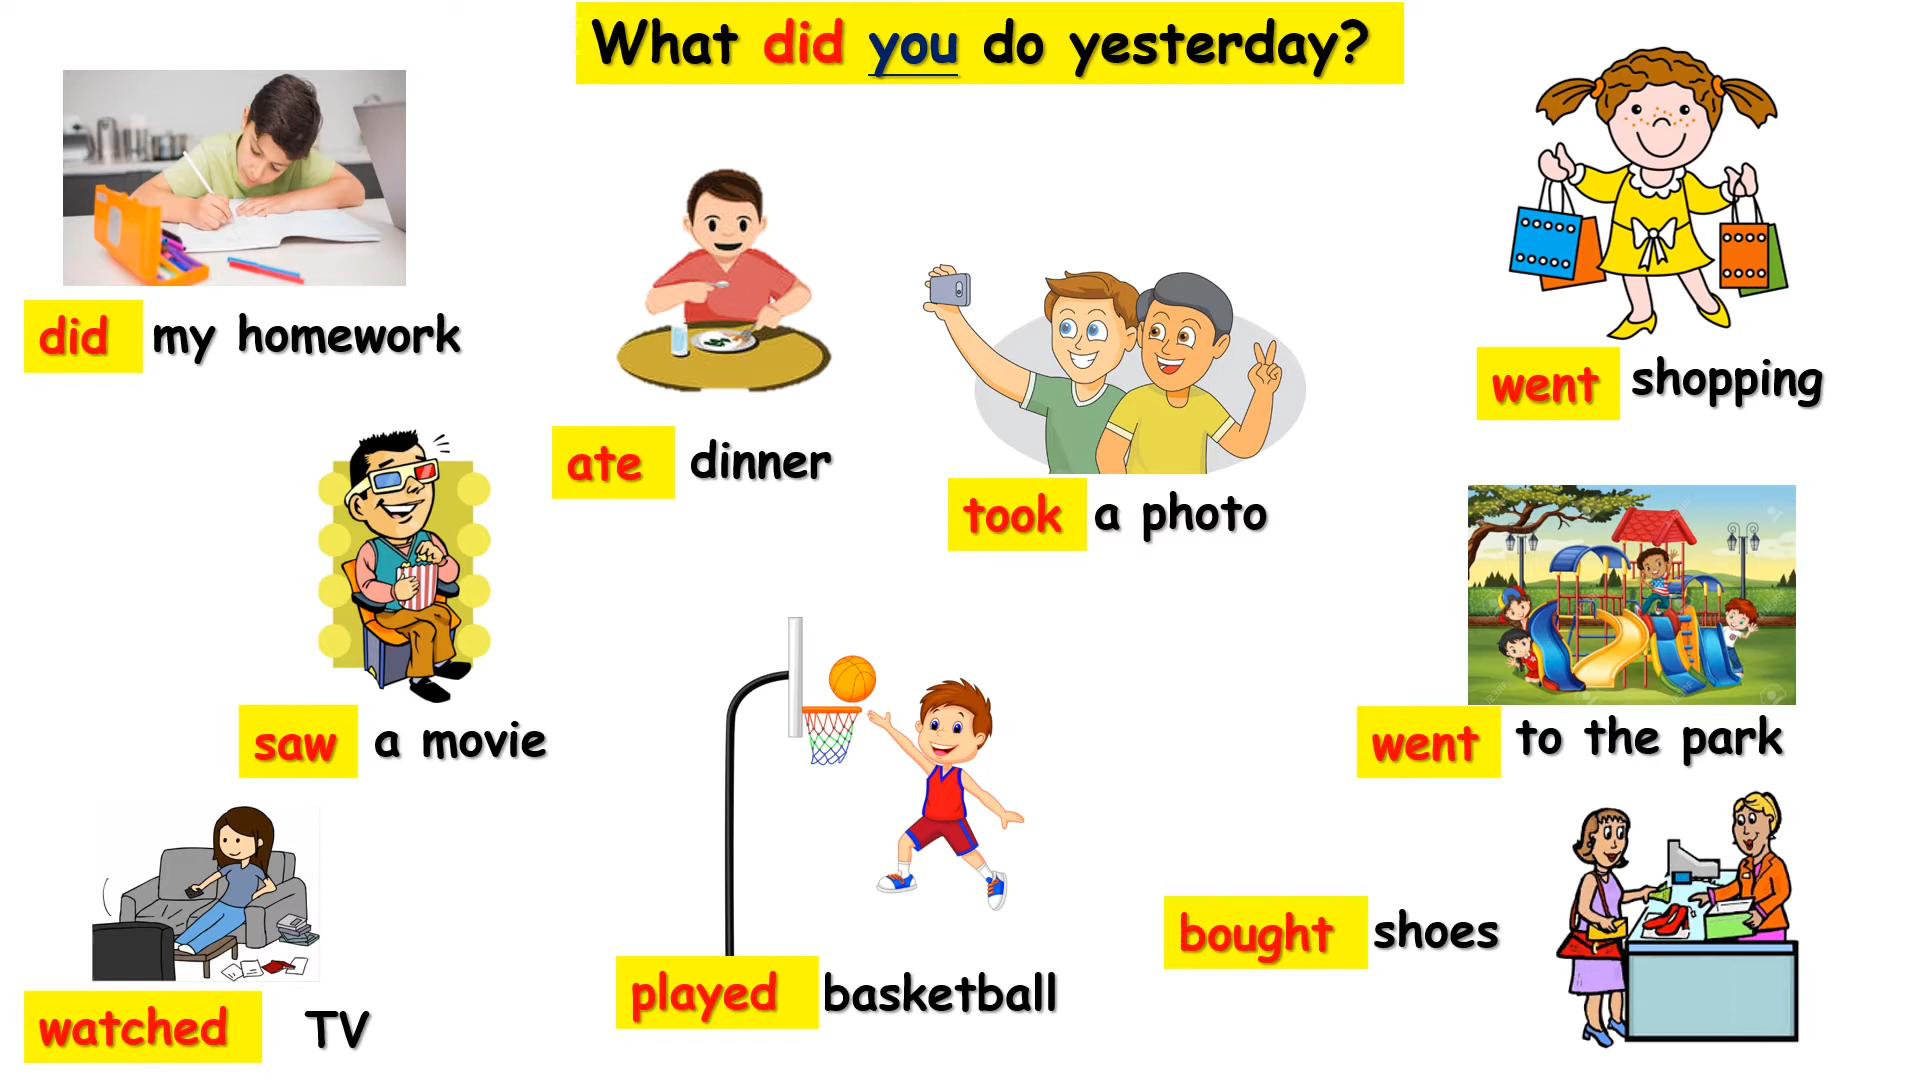 What did you do yesterday?
did my homework
ate dinner
took a photo
went shopping
saw a movie
went to the park
watched TV
played basketball
bought shoes